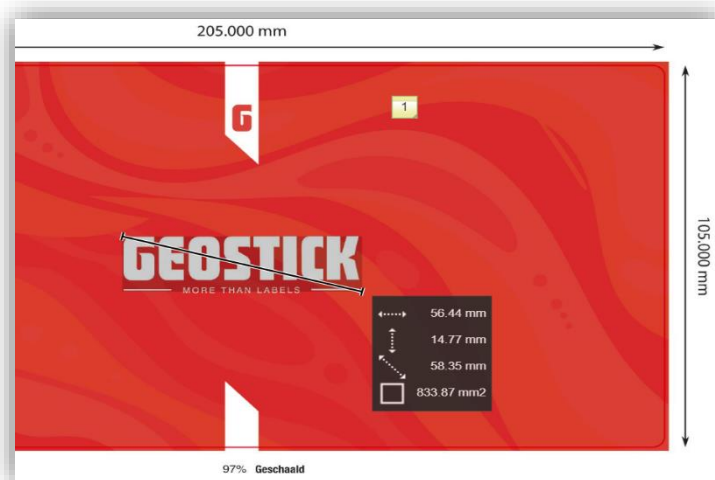 205.000 mm
G
1
105.000 mm
GEOSTICK
MORE THAN LABELS
56.44 mm
14.77 mm
58.35 mm
833.87 mm2
97% Geschaald